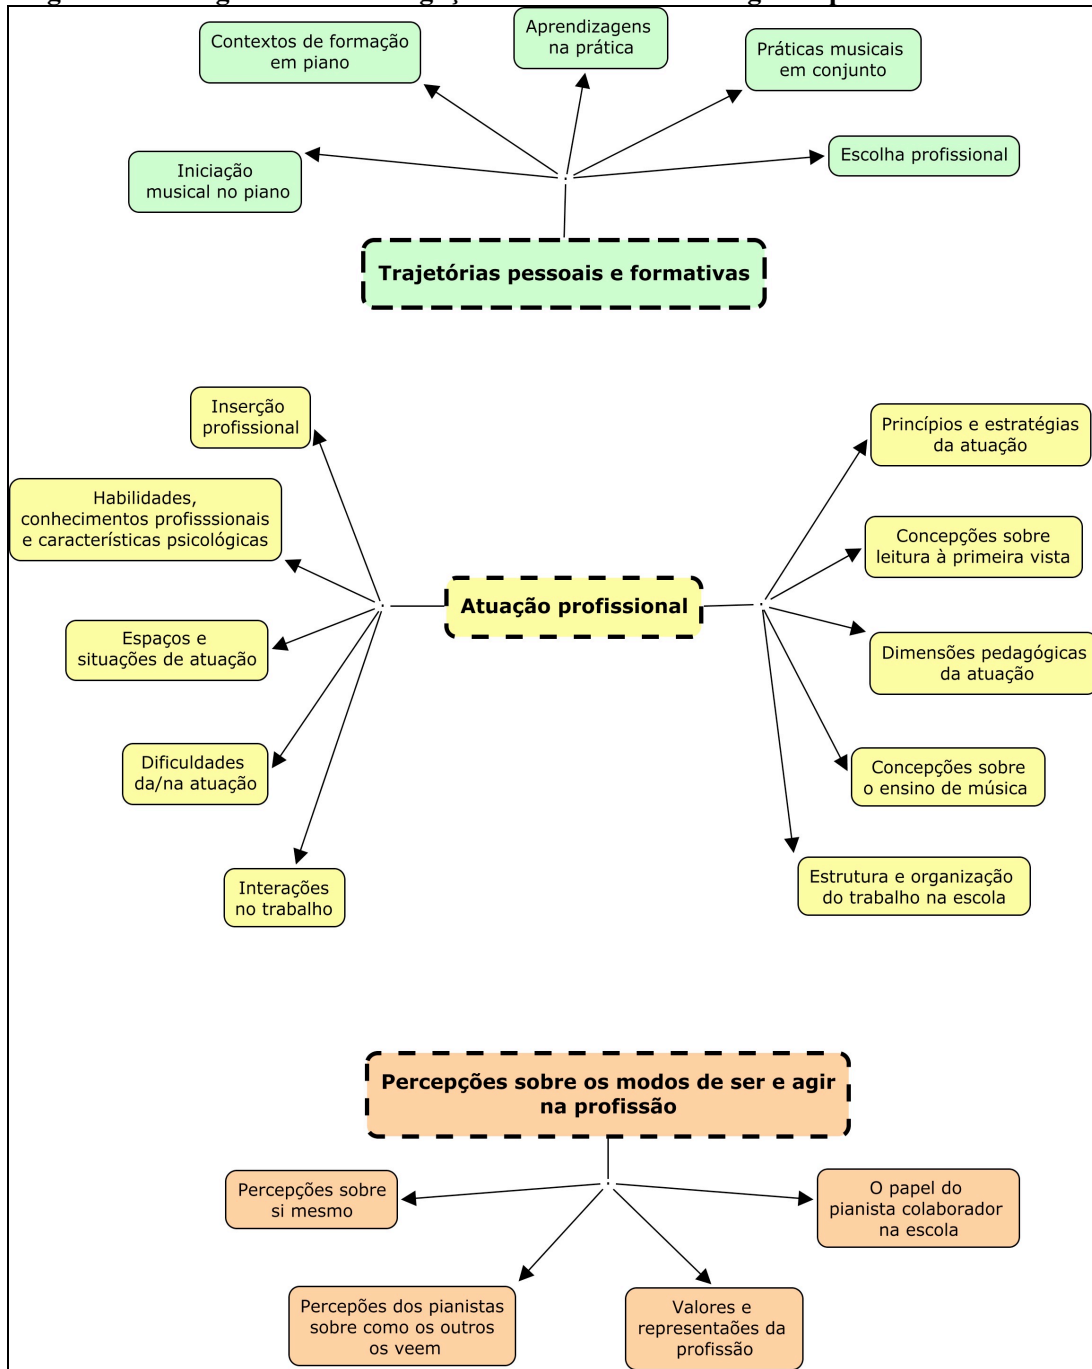 Aprendizagens
na prática
Contextos de formação
em piano
Práticas musicais
em conjunto
Iniciação
musical no piano
Escolha profissional
Trajetórias pessoais e formativas
Inserção
profissional
Princípios e estratégias
da atuação
Habilidades,
conhecimentos profisssionais
e características psicológicas
Concepções sobre
leitura à primeira vista
Atuação profissional
Espaços e
situações de atuação
Dimensões pedagógicas
da atuação
Dificuldades
da/na atuação
Concepções sobre
o ensino de música
Interações
no trabalho
Estrutura e organização
do trabalho na escola
Percepções sobre os modos de ser e agir
na profissão
Percepções sobre
si mesmo
O papel do
pianista colaborador
na escola
Percepões dos pianistas
sobre como os outros
os veem
Valores e
representaões da
profissão